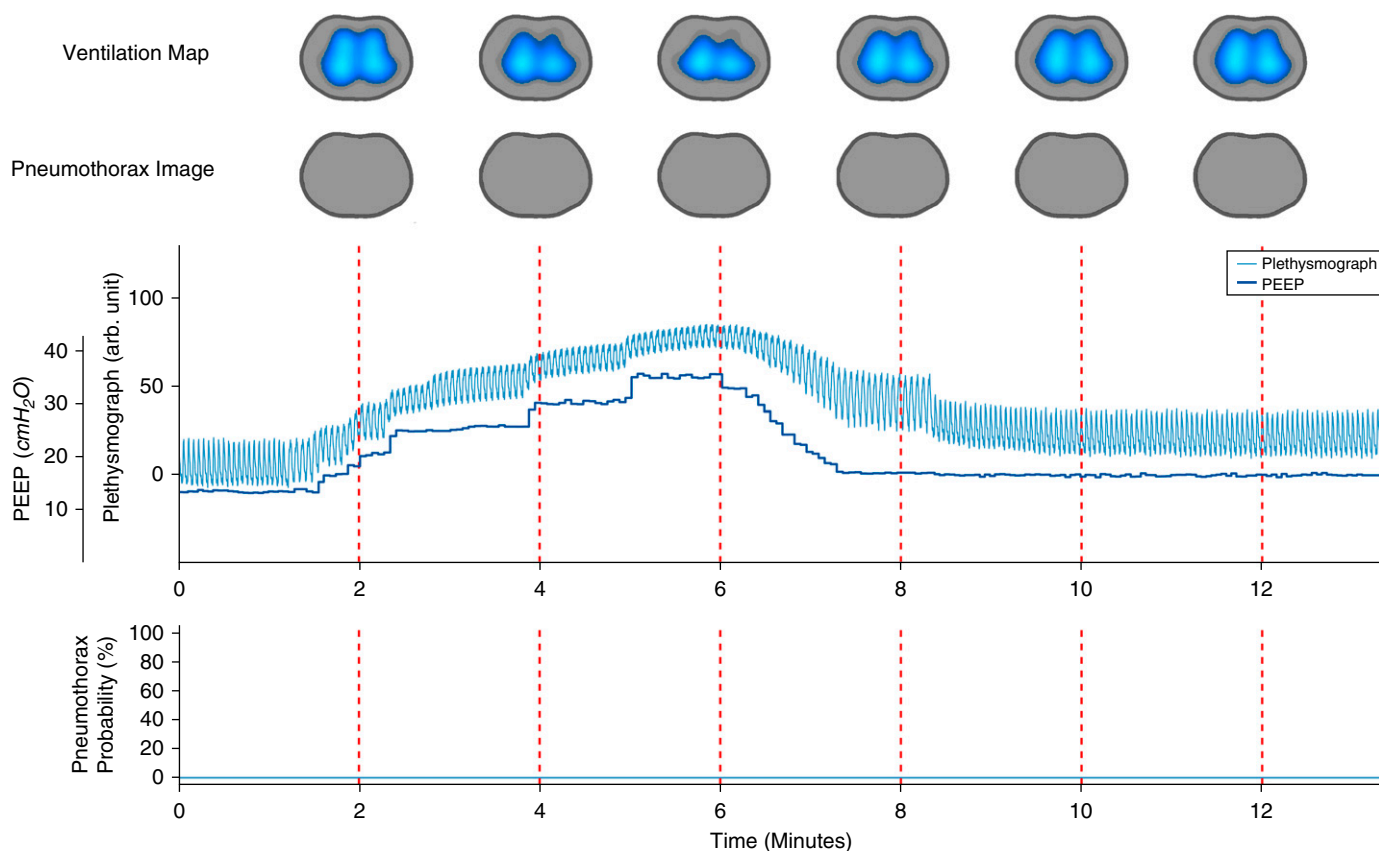 Ventilation Map
Pneumothorax Image
Plethysmograph
PEEP
PEEP (cmH₂O)
40
30
20
10
Plethysmograph (arb. unit)
100
50
0
0 2 4 6 8 10 12
Pneumothorax
Probability (%)
100
80
60
40
20
0
0 2 4 6 8 10 12
Time (Minutes)